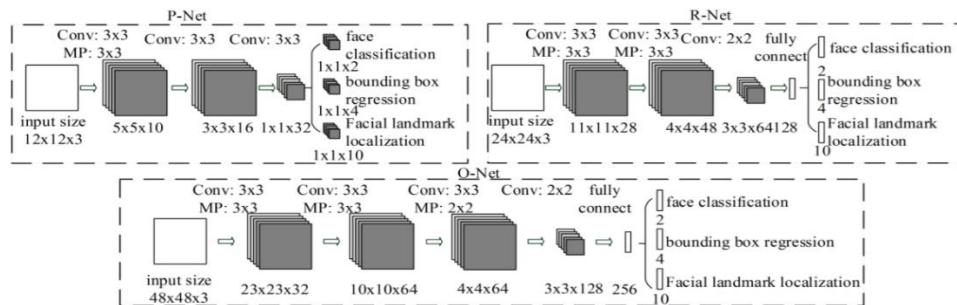 P-Net
Conv: 3x3 Conv: 3x3 Conv: 3x3
MP: 3x3
face
classification
1x1x2
bounding box
regression
1x1x4
Facial landmark
localization
1x1x10
input size
12x12x3
5x5x10 3x3x16 1x1x32
R-Net
Conv: 3x3 Conv: 3x3 Conv: 2x2 fully
MP: 3x3 MP: 3x3 connect
face
classification
2
bounding box
regression
4
Facial landmark
localization
10
input size
24x24x3
11x11x28 4x4x48 3x3x64 128
O-Net
Conv: 3x3 Conv: 3x3 Conv: 3x3 Conv: 2x2 fully
MP: 3x3 MP: 3x3 MP: 2x2 connect
face classification
2
bounding box regression
4
Facial landmark localization
10
input size
48x48x3
23x23x32 10x10x64 4x4x64 3x3x128 256